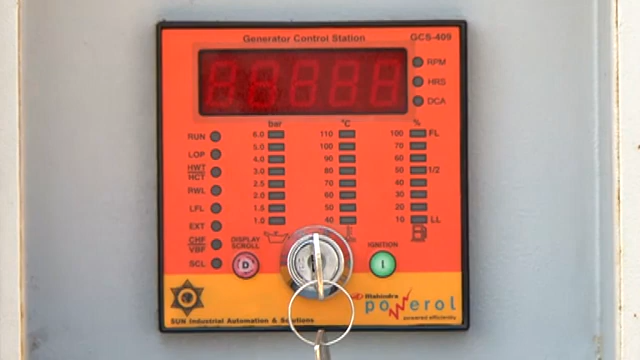 Generator Control Station GCS-409
RPM
HRS
DCA
bar °C %
RUN
LOP
HWT
HCT
RWL
LFL
EXT
CHF
VBF
SCL
6.0 110 100 FL
5.0 100 70
4.0 90 60
3.0 80 50 1/2
2.5 70 40
2.0 60 30
1.5 50 20
1.0 40 10 LL
DISPLAY
SCROLL
D
IGNITION
I
Mahindra
powerol
powered efficiently
SUN Industrial Automation & Solutions